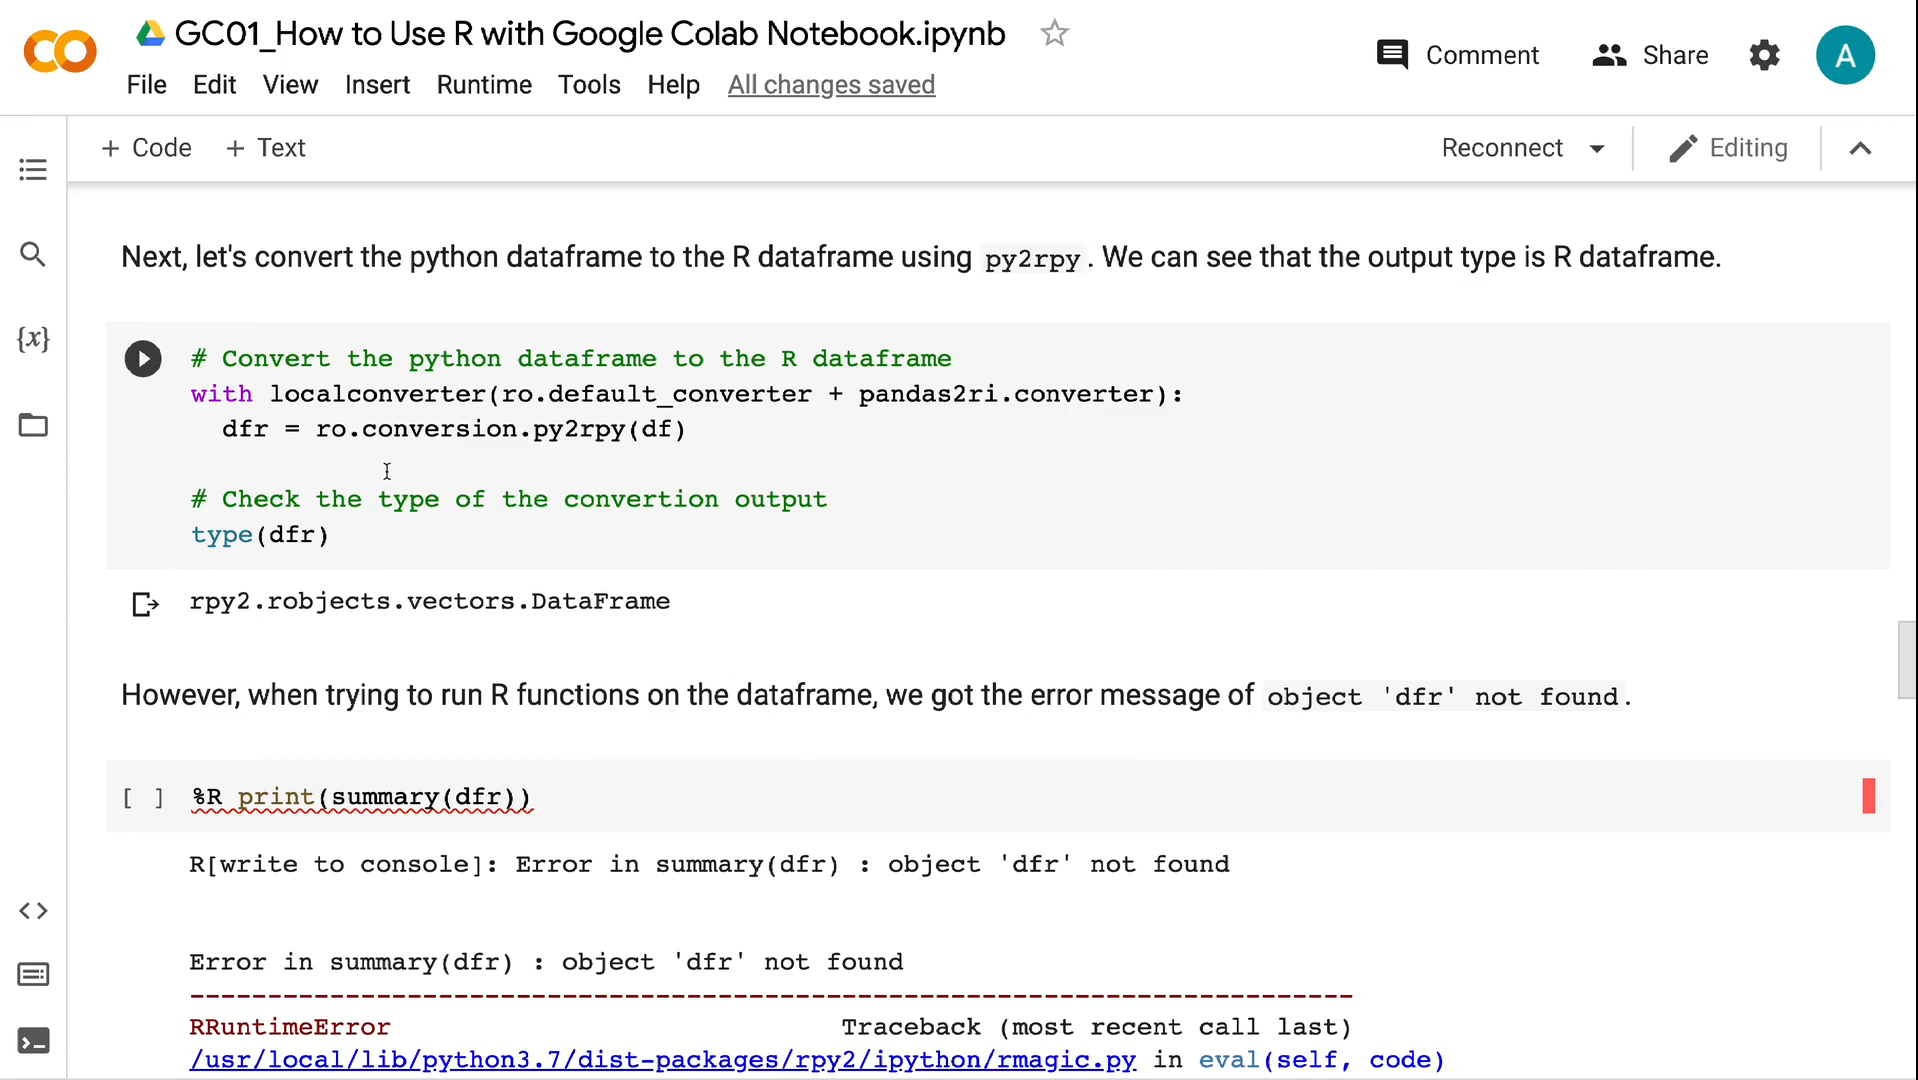 GC01_How to Use R with Google Colab Notebook.ipynb
Comment
Share
A
File Edit View Insert Runtime Tools Help All changes saved
+ Code + Text
Reconnect
Editing
{x}
Next, let's convert the python dataframe to the R dataframe using py2rpy. We can see that the output type is R dataframe.
# Convert the python dataframe to the R dataframe
with localconverter(ro.default_converter + pandas2ri.converter):
dfr = ro.conversion.py2rpy(df)
# Check the type of the convertion output
type(dfr)
rpy2.robjects.vectors.DataFrame
However, when trying to run R functions on the dataframe, we got the error message of object 'dfr' not found.
[ ] %R print(summary(dfr))
R[write to console]: Error in summary(dfr) : object 'dfr' not found
Error in summary(dfr) : object 'dfr' not found
---------------------------------------------------------------------------
RRuntimeError Traceback (most recent call last)
/usr/local/lib/python3.7/dist-packages/rpy2/ipython/rmagic.py in eval(self, code)